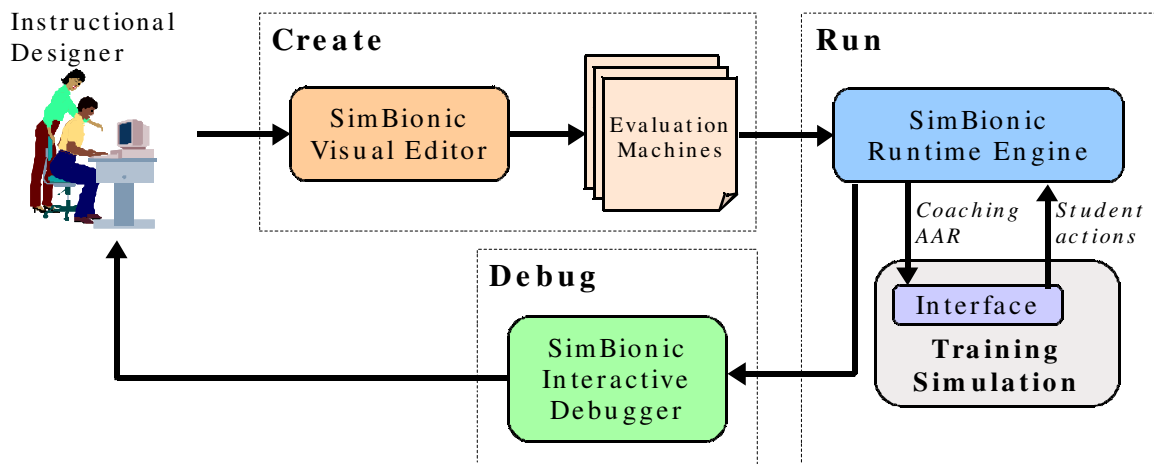 Instructional
Designer
Create
SimBionic
Visual Editor
Evaluation
Machines
Run
SimBionic
Runtime Engine
Coaching
AAR
Student
actions
Interface
Training
Simulation
Debug
SimBionic
Interactive
Debugger